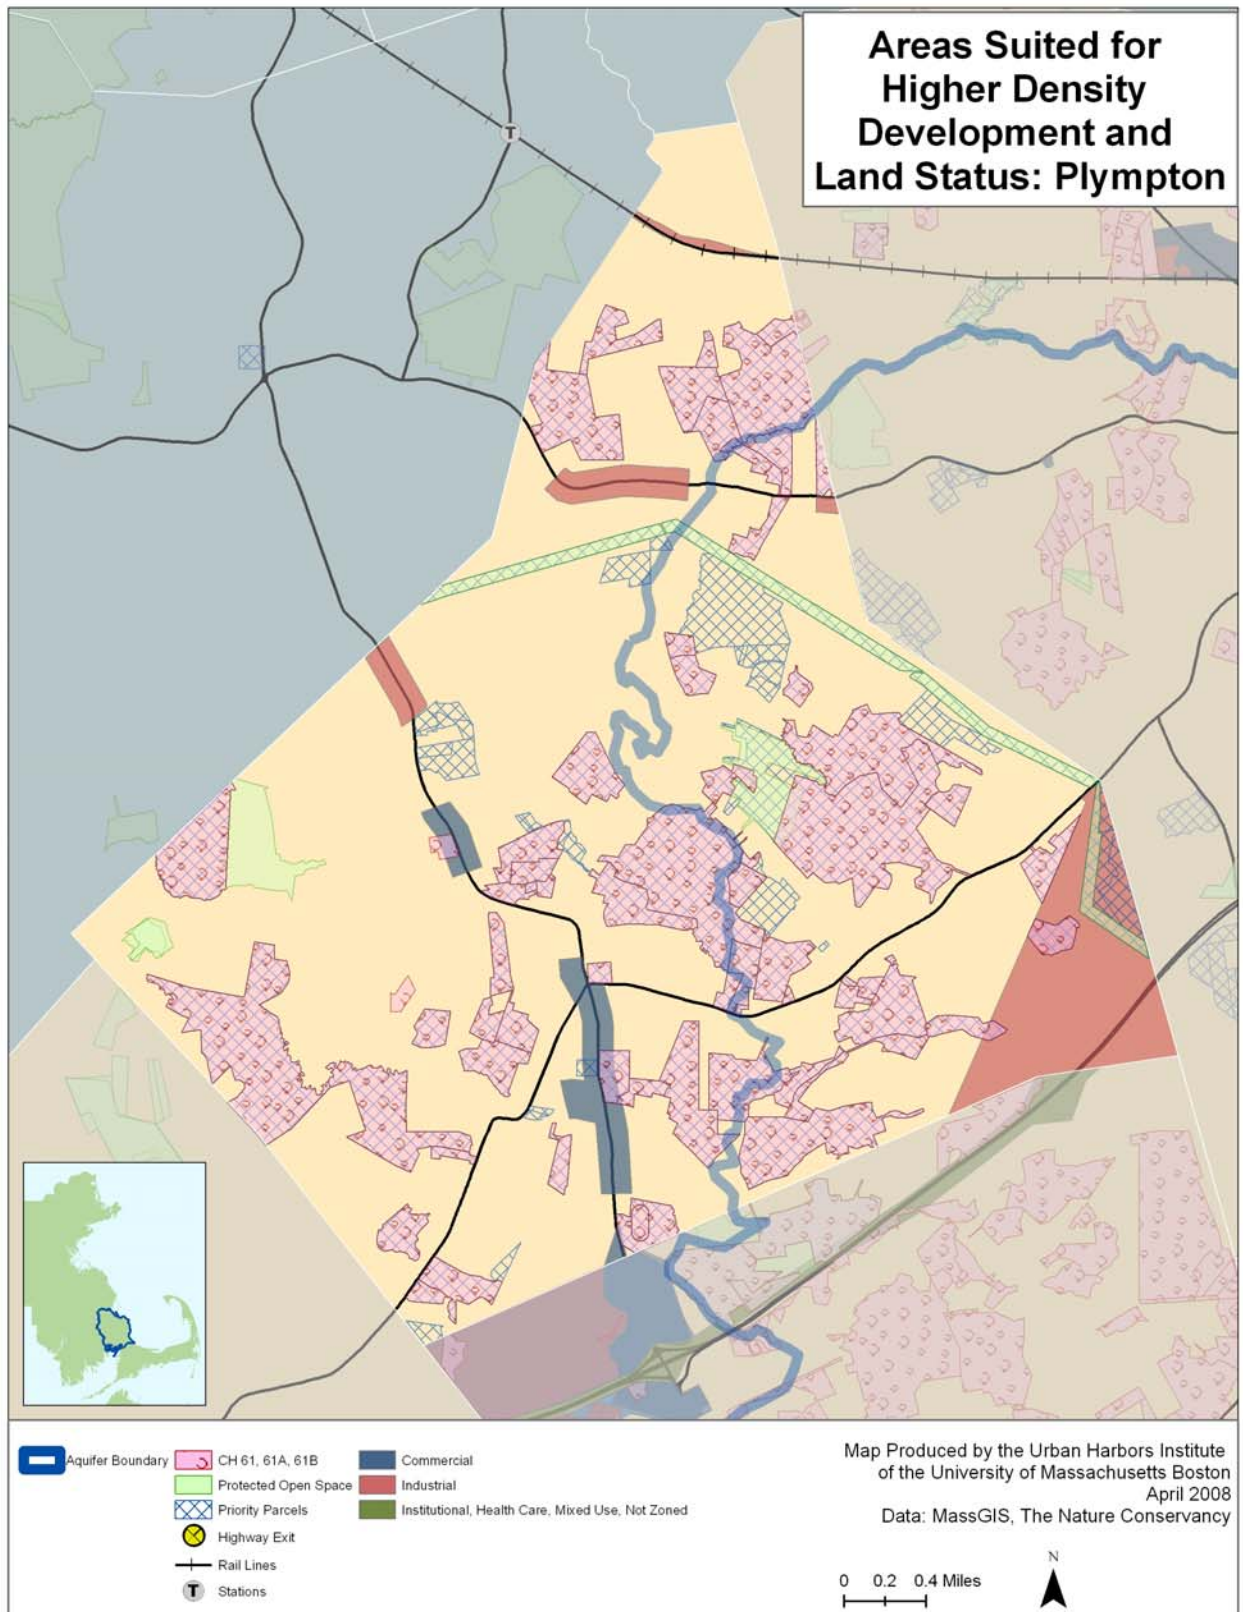 Areas Suited for
Higher Density
Development and
Land Status: Plympton
T
Aquifer Boundary
CH 61, 61A, 61B
Protected Open Space
Priority Parcels
Highway Exit
Rail Lines
T Stations
Commercial
Industrial
Institutional, Health Care, Mixed Use, Not Zoned
Map Produced by the Urban Harbors Institute
of the University of Massachusetts Boston
April 2008
Data: MassGIS, The Nature Conservancy
N
0 0.2 0.4 Miles